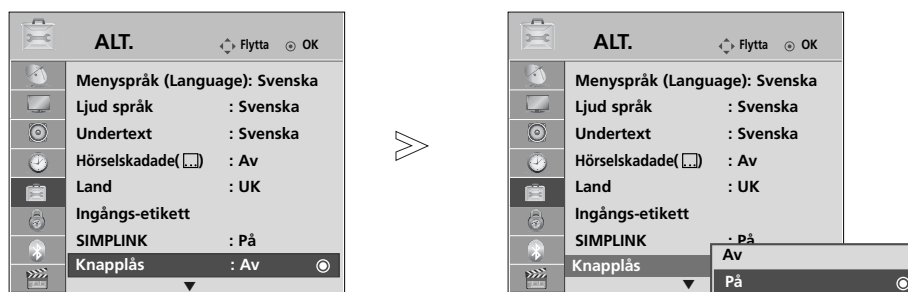 ALT. Flytta OK
Menyspråk (Language): Svenska
Ljud språk : Svenska
Undertext : Svenska
Hörselskadade( ) : Av
Land : UK
Ingångs-etikett
SIMPLINK : På
Knapplås : Av
ALT. Flytta OK
Menyspråk (Language): Svenska
Ljud språk : Svenska
Undertext : Svenska
Hörselskadade( ) : Av
Land : UK
Ingångs-etikett
SIMPLINK : På
Knapplås
Av
På